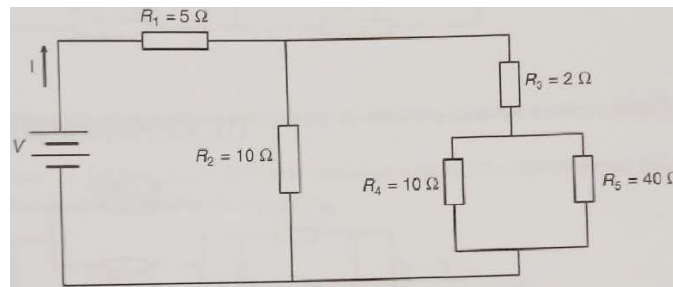 R₁ = 5 Ω
I
R₃ = 2 Ω
V
R₂ = 10 Ω
R₄ = 10 Ω
R₅ = 40 Ω